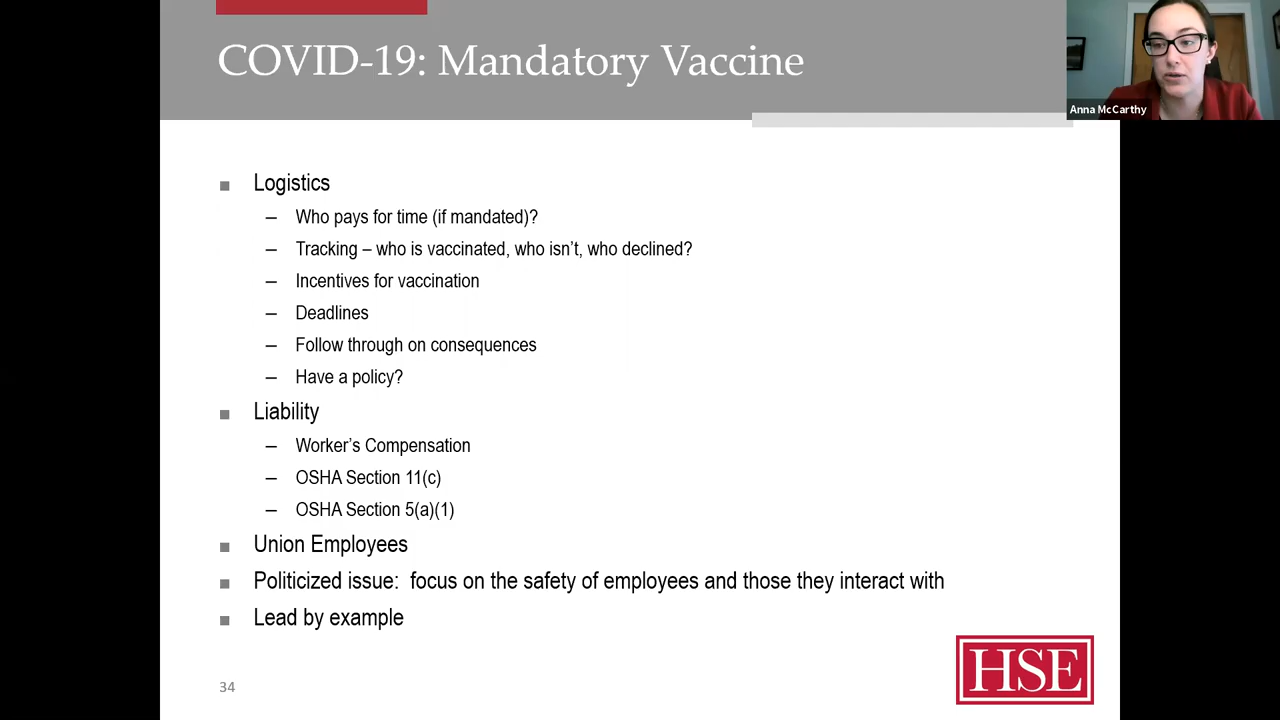 COVID-19: Mandatory Vaccine
Anna McCarthy
■ Logistics
– Who pays for time (if mandated)?
– Tracking – who is vaccinated, who isn’t, who declined?
– Incentives for vaccination
– Deadlines
– Follow through on consequences
– Have a policy?
■ Liability
– Worker’s Compensation
– OSHA Section 11(c)
– OSHA Section 5(a)(1)
■ Union Employees
■ Politicized issue:  focus on the safety of employees and those they interact with
■ Lead by example
HSE
34